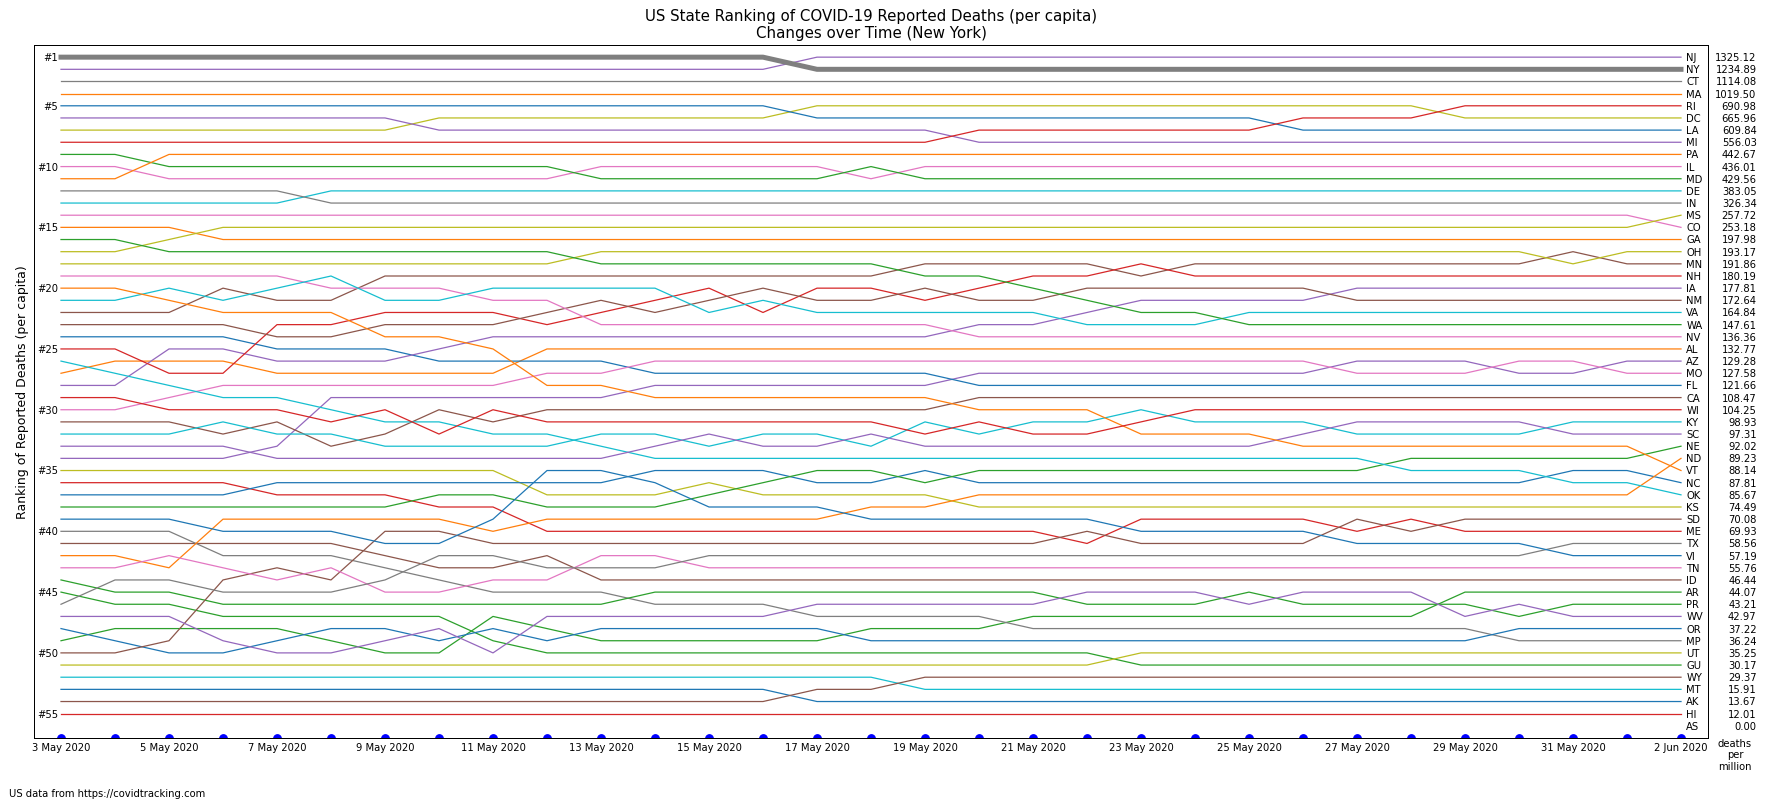 US State Ranking of COVID-19 Reported Deaths (per capita)
Changes over Time (New York)
Ranking of Reported Deaths (per capita)
#1
#5
#10
#15
#20
#25
#30
#35
#40
#45
#50
#55
NJ 1325.12
NY 1234.89
CT 1114.08
MA 1019.50
RI 690.98
DC 665.96
LA 609.84
MI 556.03
PA 442.67
IL 436.01
MD 429.56
DE 383.05
IN 326.34
MS 257.72
CO 253.18
GA 197.98
OH 193.17
MN 191.86
NH 180.19
IA 177.81
NM 172.64
VA 164.84
WA 147.61
NV 136.36
AL 132.77
AZ 129.28
MO 127.58
FL 121.66
CA 108.47
WI 104.25
KY 98.93
SC 97.31
NE 92.02
ND 89.23
VT 88.14
NC 87.81
OK 85.67
KS 74.49
SD 70.08
ME 69.93
TX 58.56
VI 57.19
TN 55.76
ID 46.44
AR 44.07
PR 43.21
WV 42.97
OR 37.22
MP 36.24
UT 35.25
GU 30.17
WY 29.37
MT 15.91
AK 13.67
HI 12.01
AS 0.00
3 May 2020 5 May 2020 7 May 2020 9 May 2020 11 May 2020 13 May 2020 15 May 2020 17 May 2020 19 May 2020 21 May 2020 23 May 2020 25 May 2020 27 May 2020 29 May 2020 31 May 2020 2 Jun 2020
deaths
per
million
US data from https://covidtracking.com